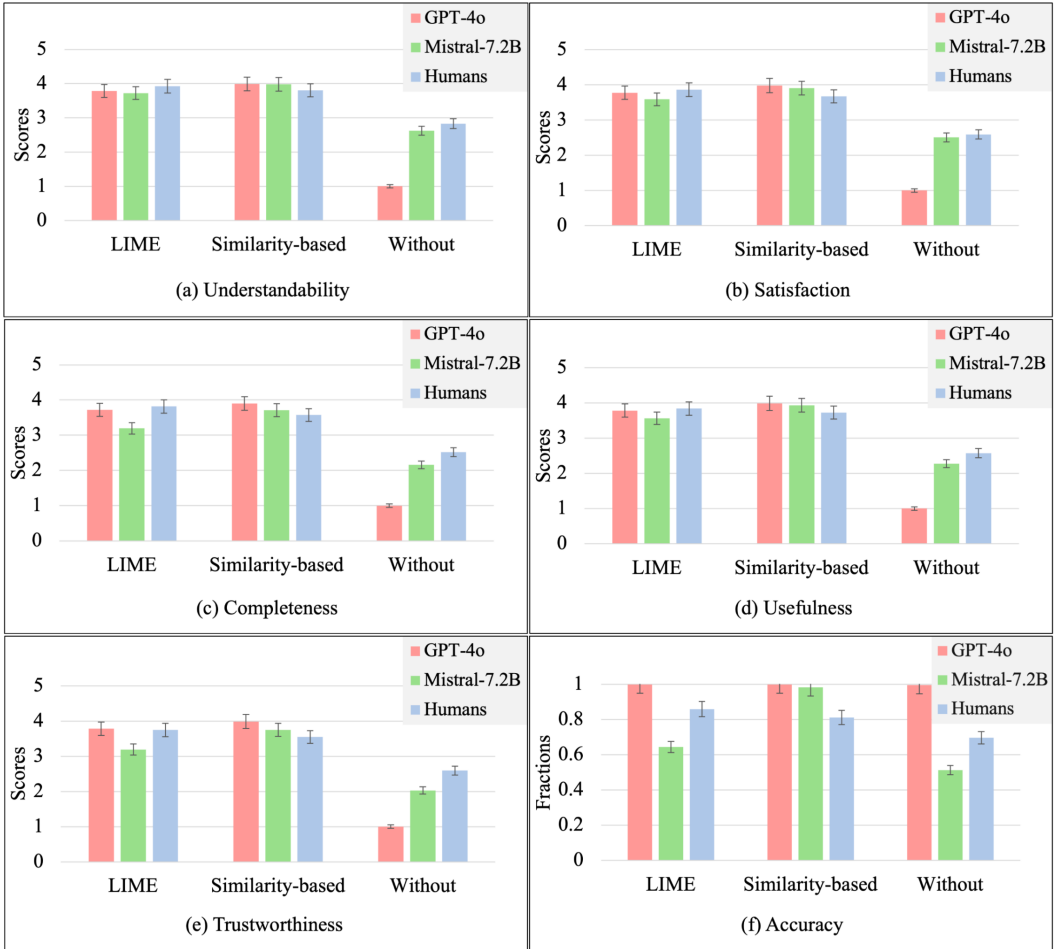 GPT-4o
Mistral-7.2B
Humans
5
4
3
2
1
0
Scores
LIME Similarity-based Without
(a) Understandability
GPT-4o
Mistral-7.2B
Humans
5
4
3
2
1
0
Scores
LIME Similarity-based Without
(b) Satisfaction
GPT-4o
Mistral-7.2B
Humans
5
4
3
2
1
0
Scores
LIME Similarity-based Without
(c) Completeness
GPT-4o
Mistral-7.2B
Humans
5
4
3
2
1
0
Scores
LIME Similarity-based Without
(d) Usefulness
GPT-4o
Mistral-7.2B
Humans
5
4
3
2
1
0
Scores
LIME Similarity-based Without
(e) Trustworthiness
GPT-4o
Mistral-7.2B
Humans
1
0.8
0.6
0.4
0.2
0
Fractions
LIME Similarity-based Without
(f) Accuracy